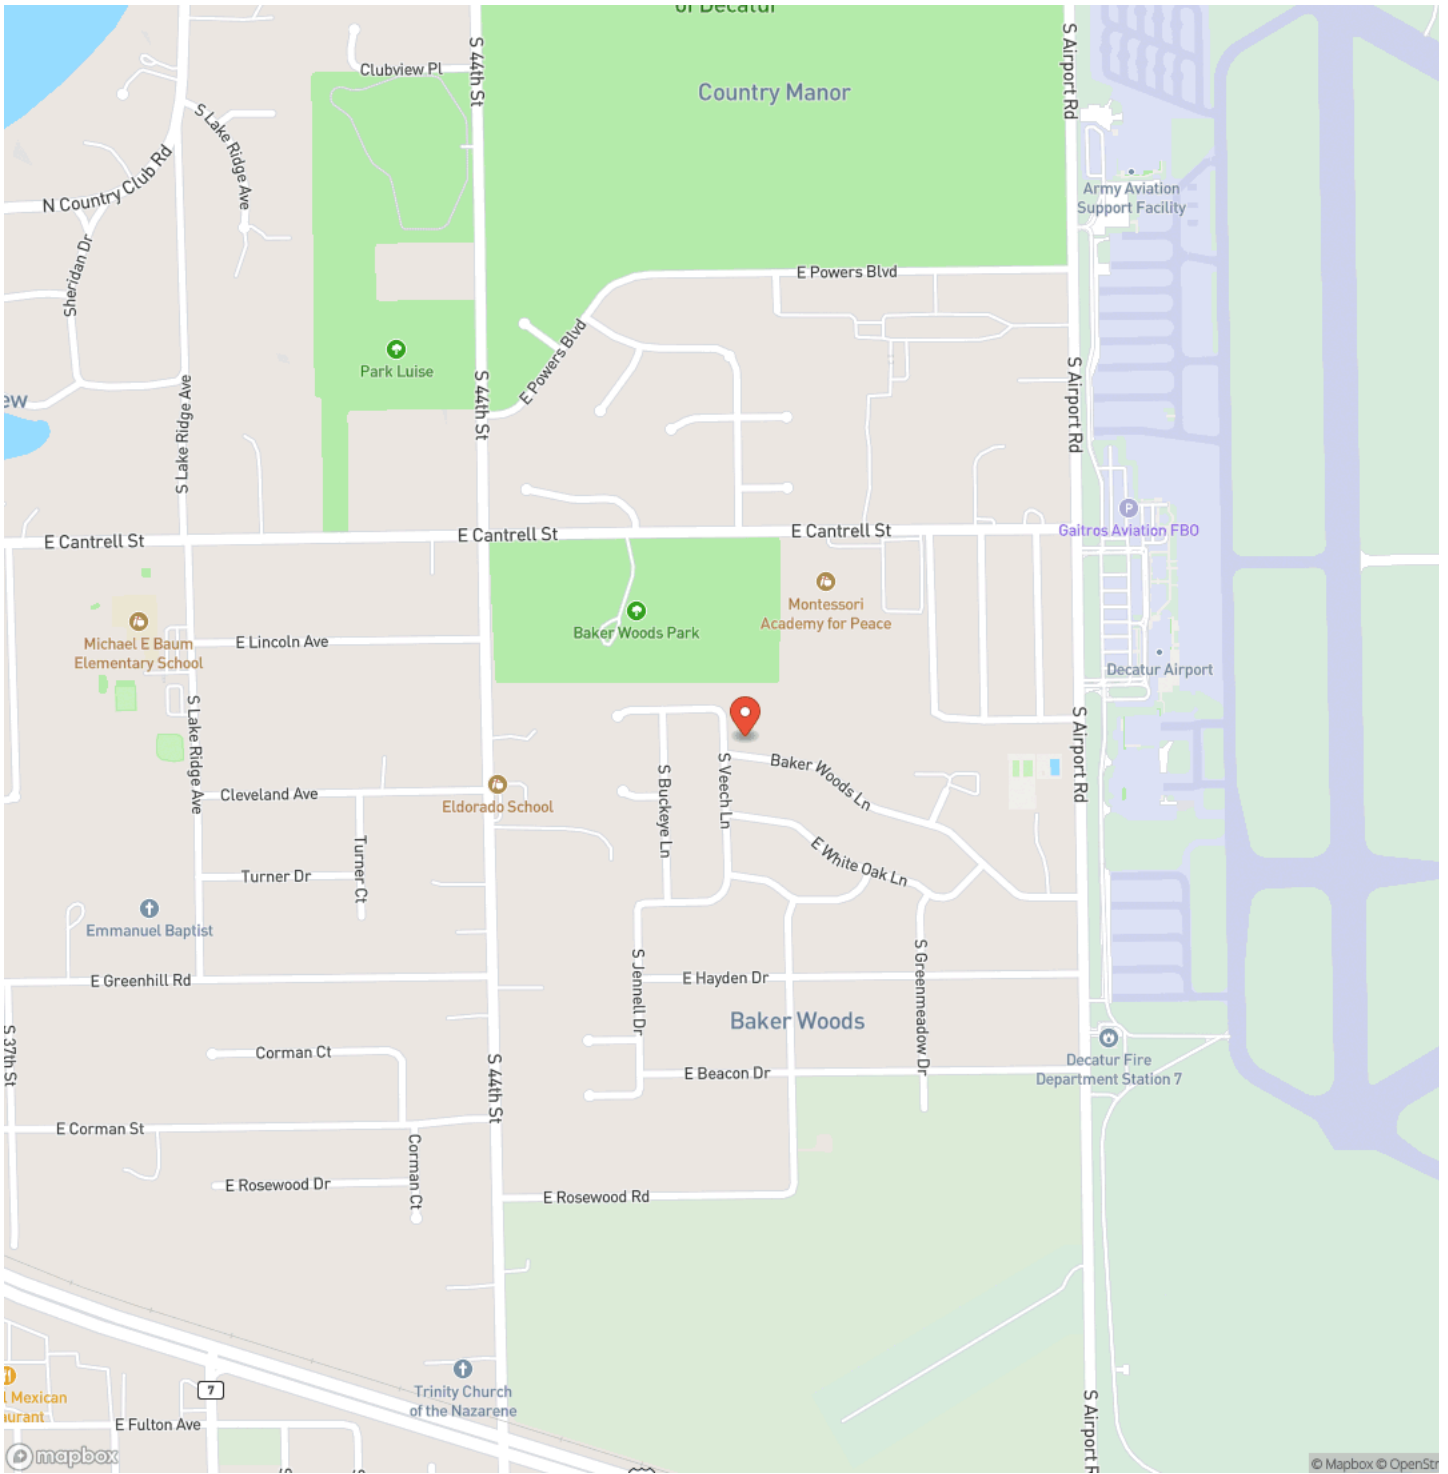 of Decatur
Clubview Pl
S 44th St
S Airport Rd
Country Manor
S Lake Ridge Ave
N Country Club Rd
Army Aviation
Support Facility
Sheridan Dr
E Powers Blvd
E Powers Blvd
Park Luise
S 44th St
S Airport Rd
ew
S Lake Ridge Ave
P
Gaitros Aviation FBO
E Cantrell St
E Cantrell St
E Cantrell St
Montessori
Academy for Peace
Baker Woods Park
Michael E Baum
Elementary School
E Lincoln Ave
Decatur Airport
S Lake Ridge Ave
S Airport Rd
S Veech Ln
S Buckeye Ln
Baker Woods Ln
Cleveland Ave
Eldorado School
Turner Ct
E White Oak Ln
Turner Dr
Emmanuel Baptist
E Greenhill Rd
S Jennell Dr
E Hayden Dr
S Greenmeadow Dr
Baker Woods
S 37th St
Corman Ct
S 44th St
E Beacon Dr
Decatur Fire
Department Station 7
E Corman St
Corman Ct
E Rosewood Dr
E Rosewood Rd
7
l Mexican
aurant
Trinity Church
of the Nazarene
S Airport R
E Fulton Ave
mapbox
© Mapbox © OpenStr